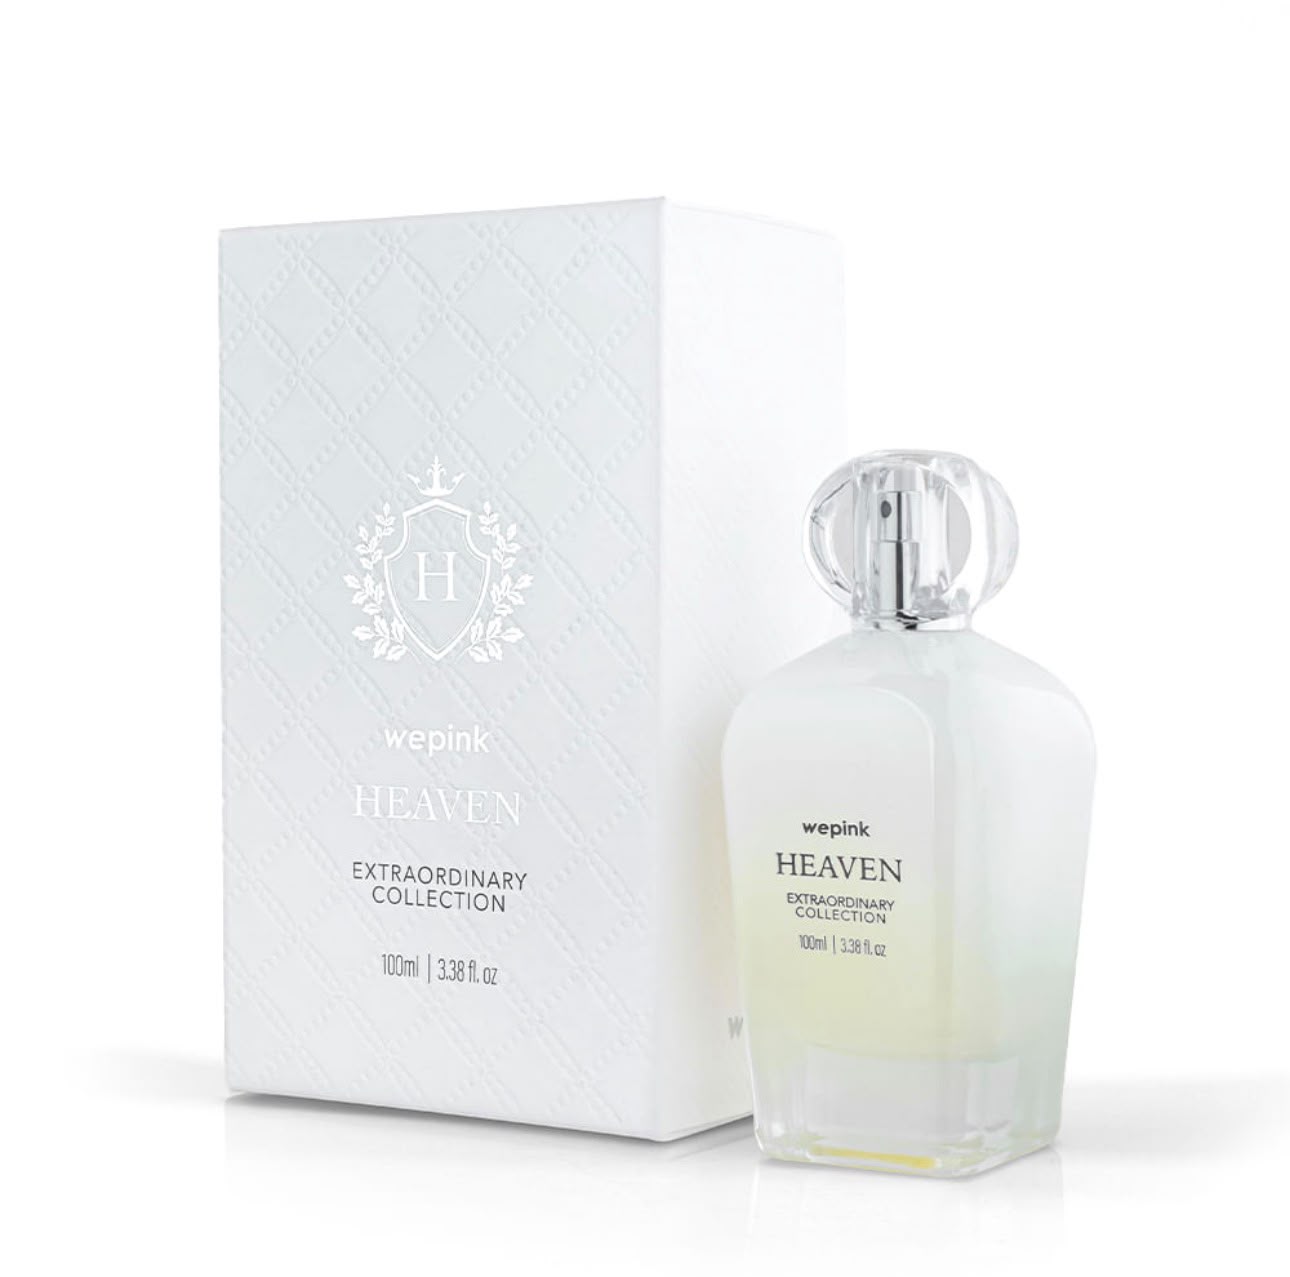 H
wepink
HEAVEN
EXTRAORDINARY
COLLECTION
100ml | 3.38 fl. oz
wepink
HEAVEN
EXTRAORDINARY
COLLECTION
100ml | 3.38 fl. oz